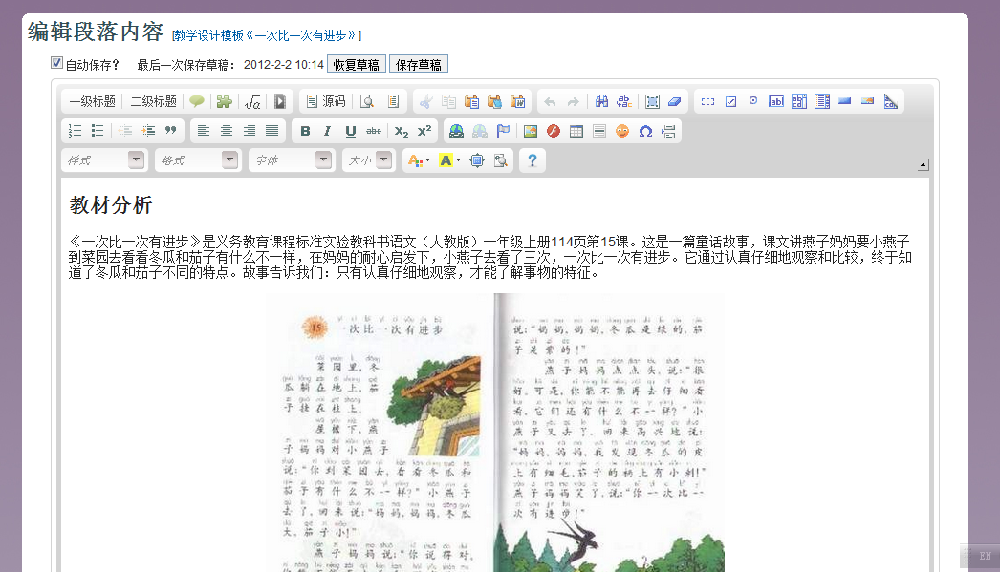 编辑段落内容 [教学设计模板《一次比一次有进步》]
自动保存？ 最后一次保存草稿： 2012-2-2 10:14 恢复草稿 保存草稿
一级标题 二级标题 源码
B I U abc X₂ X²
样式 格式 字体 大小 A A ?
教材分析
《一次比一次有进步》是义务教育课程标准实验教科书语文（人教版）一年级上册114页第15课。这是一篇童话故事，课文讲燕子妈妈要小燕子
到菜园去看看冬瓜和茄子有什么不一样，在妈妈的耐心启发下，小燕子去看了三次，一次比一次有进步。它通过认真仔细地观察和比较，终于知
道了冬瓜和茄子不同的特点。故事告诉我们：只有认真仔细地观察，才能了解事物的特征。
15 一次比一次有进步
菜园里，冬
瓜躺在地上，茄
子挂在枝上。
屋檐下，燕
子妈妈对小燕子
说：“你到菜园去，看看冬瓜和
茄子有什么不一样？”小燕子
去了，回来说：“妈妈，妈妈，冬瓜
大，茄子小！”
燕子妈妈说：“你说得对。
说：“妈妈，妈妈，冬瓜是绿的，茄
子是紫的！”
燕子妈妈点点头，说：“很
好。可是，你能不能再去仔细看
看，它们还有什么不一样？”小
燕子又去了，回来高兴地说：
“妈妈，妈妈，我发现冬瓜的皮
上有细毛，茄子的柄上有小刺！”
燕子妈妈笑了，说：“你一次比一
次有进步！”
EN